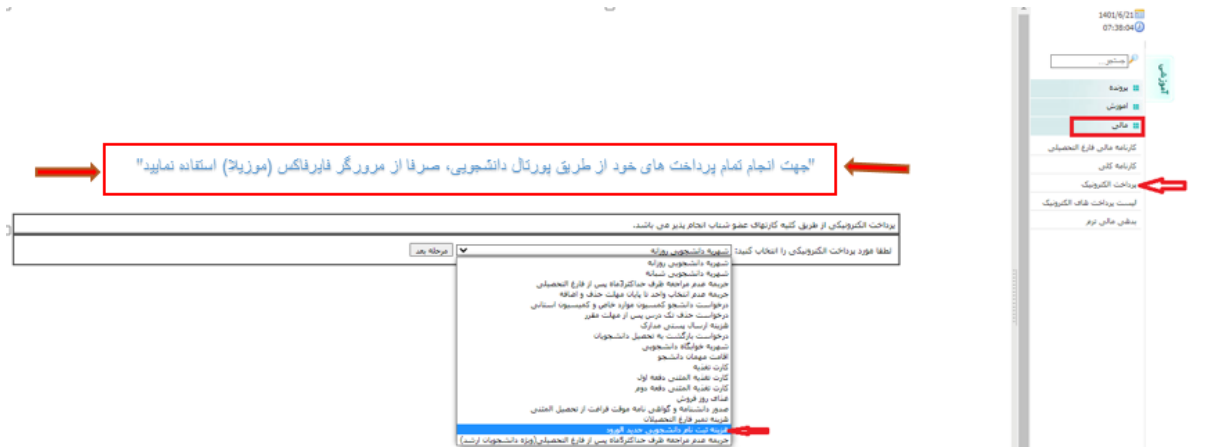 1401/6/21
07:38:04
جستجو...
آموزشی
پرونده
آموزش
مالی
کارنامه مالی فارغ التحصیلی
کارنامه کلی
پرداخت الکترونیک
لیست پرداخت های الکترونیک
بدهی مالی ترم
"جهت انجام تمام پرداخت های خود از طریق پورتال دانشجویی، صرفا از مرورگر فایرفاکس (موزیلا) استفاده نمایید"
پرداخت الکترونیکی از طریق کلیه کارتهای عضو شتاب انجام پذیر می باشد.
لطفا مورد پرداخت الکترونیکی را انتخاب کنید: شهریه دانشجویی روزانه مرحله بعد
شهریه دانشجویی روزانه
شهریه دانشجویی شبانه
جریمه عدم مراجعه ظرف حداکثر3ماه پس از فارغ التحصیلی
جریمه عدم انتخاب واحد تا پایان مهلت حذف و اضافه
درخواست دانشجو کمسیون موارد خاص و کمیسیون استانی
درخواست حذف تک درس پس از مهلت مقرر
هزینه ارسال پستی مدارک
درخواست بازگشت به تحصیل دانشجویان
شهریه خوابگاه دانشجویی
اقامت مهمان دانشجو
کارت تغذیه
کارت تغذیه المثنی دفعه اول
کارت تغذیه المثنی دفعه دوم
غذای روز فروش
صدور دانشنامه و گواهی نامه موقت فراغت از تحصیل المثنی
هزینه تمبر فارغ التحصیلان
هزینه ثبت نام دانشجویی جدید الورود
جریمه عدم مراجعه ظرف حداکثر6ماه پس از فارغ التحصیلی(ویژه دانشجویان ارشد)